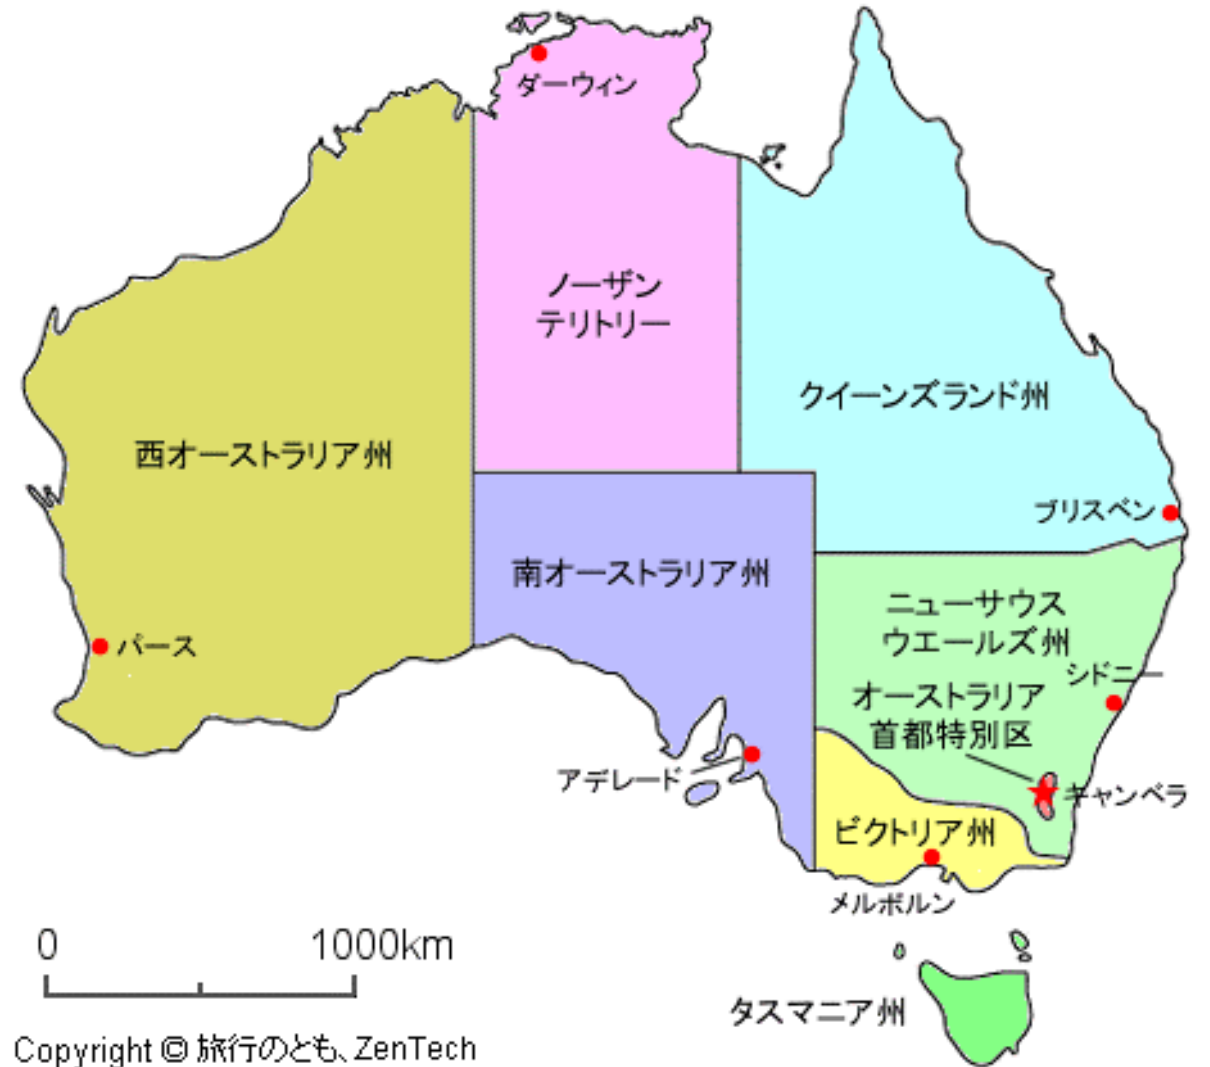 ダーウィン
ノーザン
テリトリー
クイーンズランド州
西オーストラリア州
ブリスベン
南オーストラリア州
ニューサウス
ウエールズ州
パース
シドニー
オーストラリア
首都特別区
アデレード
キャンベラ
ビクトリア州
メルボルン
0 1000km
タスマニア州
Copyright © 旅行のとも、ZenTech